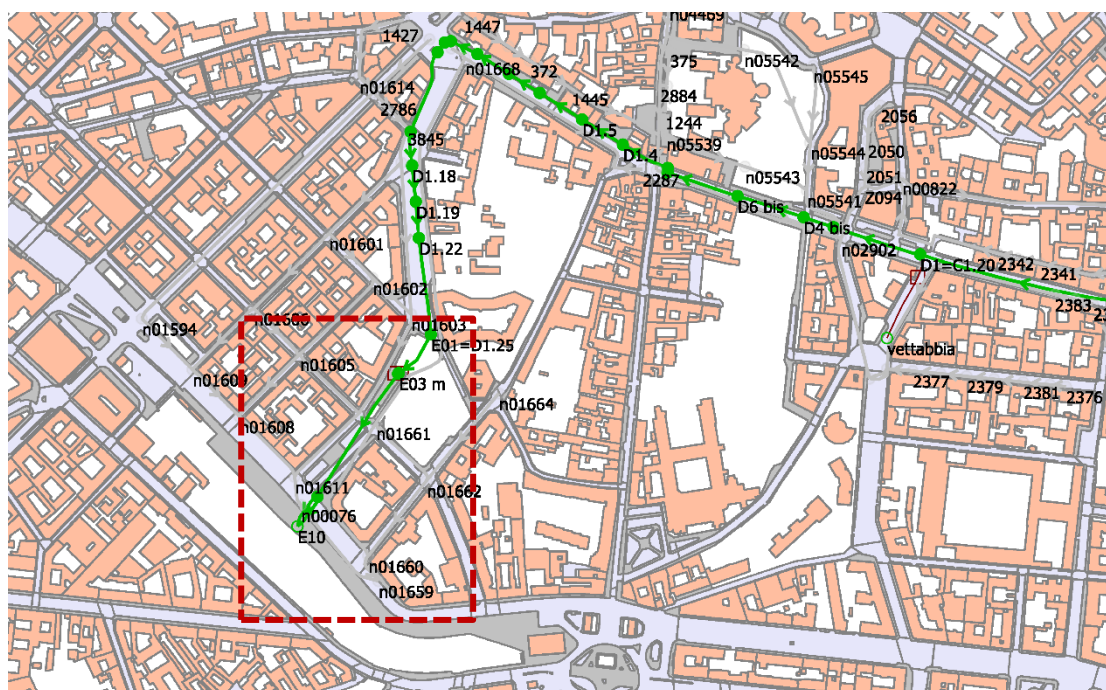 n04469
1447
1427
n01668
375
n05542
n05545
372
n01614
2884
2786
1445
2056
1244
D1.5
3845
n05539
D1.4
n05544
2050
D1.18
2287
n05543
2051
n00822
2094
D1.19
D6 bis
n05541
D4 bis
n01601
D1.22
n02902
D1=C1.20
2342
2341
n01602
2383
n01603
n01594
E01=D1.25
vettabbia
n01605
n01609
E03 m
2377
2379
2381
2376
n01664
n01608
n01661
n01611
n01662
n00076
E10
n01660
n01659